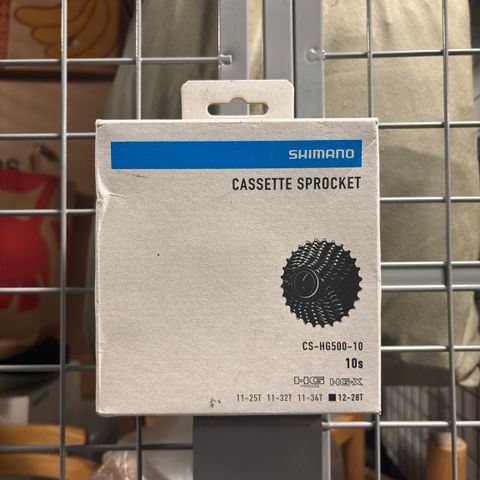 SHIMANO
CASSETTE SPROCKET
CS-HG500-10
10s
HG HG-X
11-25T 11-32T 11-34T ■ 12-28T